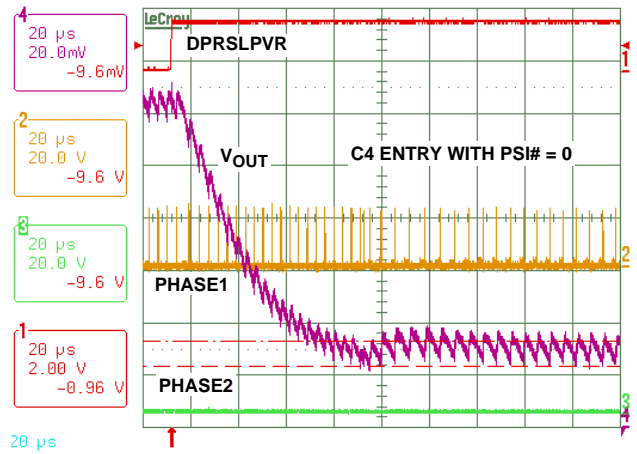 4
20 µs
20.0mV
-9.6mV
2
20 µs
20.0 V
-9.6 V
3
20 µs
20.0 V
-9.6 V
1
20 µs
2.00 V
-0.96 V
20 µs
LeCroy
DPRSLPVR
VOUT
C4 ENTRY WITH PSI# = 0
PHASE1
PHASE2
1
2
3
4